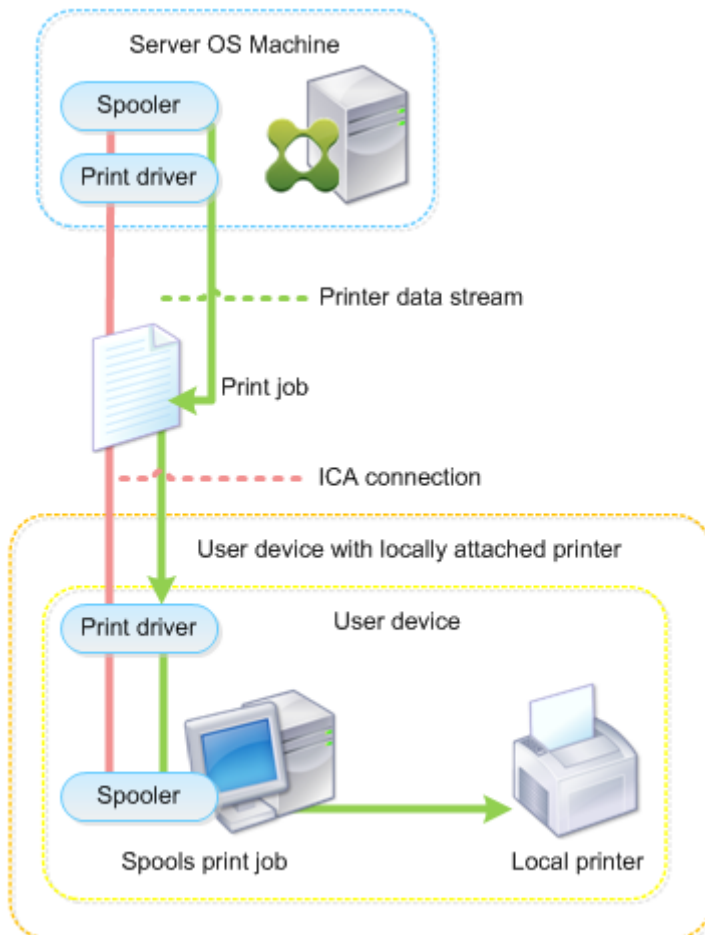 Server OS Machine
Spooler
Print driver
Printer data stream
Print job
ICA connection
User device with locally attached printer
Print driver
User device
Spooler
Spools print job
Local printer